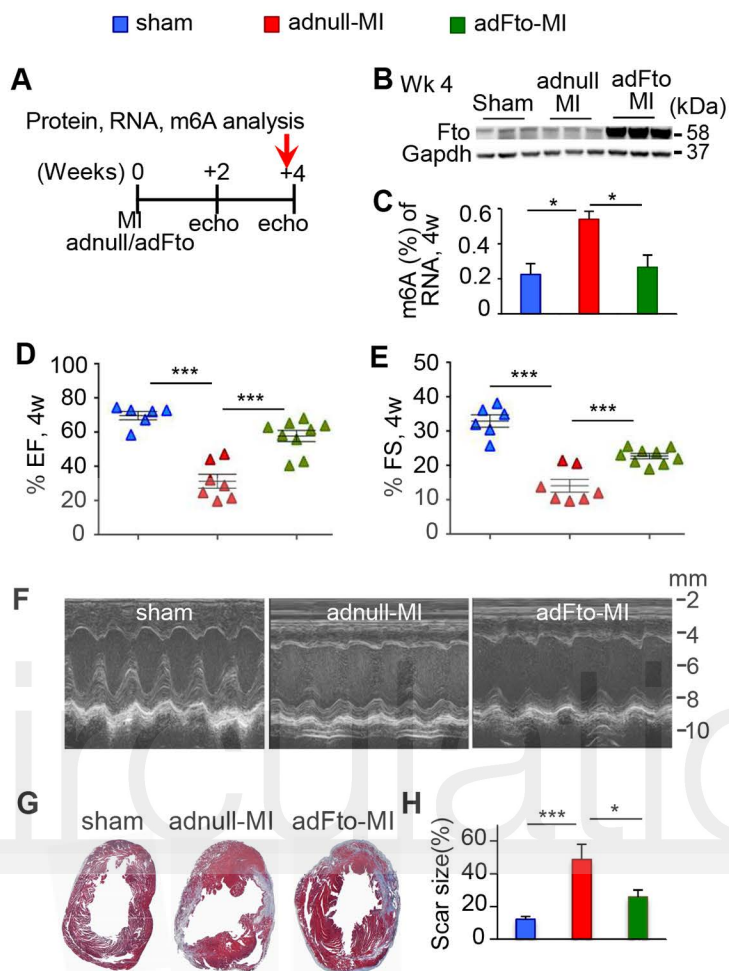 sham adnull-MI adFto-MI
A
Protein, RNA, m6A analysis
(Weeks) 0 +2 +4
MI echo echo
adnull/adFto
B Wk 4
Sham adnull MI adFto MI (kDa)
Fto 58
Gapdh 37
C
m6A (%) of RNA, 4w
0.6
0.4
0.2
0
* *
D
% EF, 4w
100
80
60
40
20
0
*** ***
E
% FS, 4w
50
40
30
20
10
0
*** ***
F
sham adnull-MI adFto-MI
mm
2
4
6
8
10
circulatio
G
sham adnull-MI adFto-MI
H
Scar size(%)
60
40
20
0
*** *